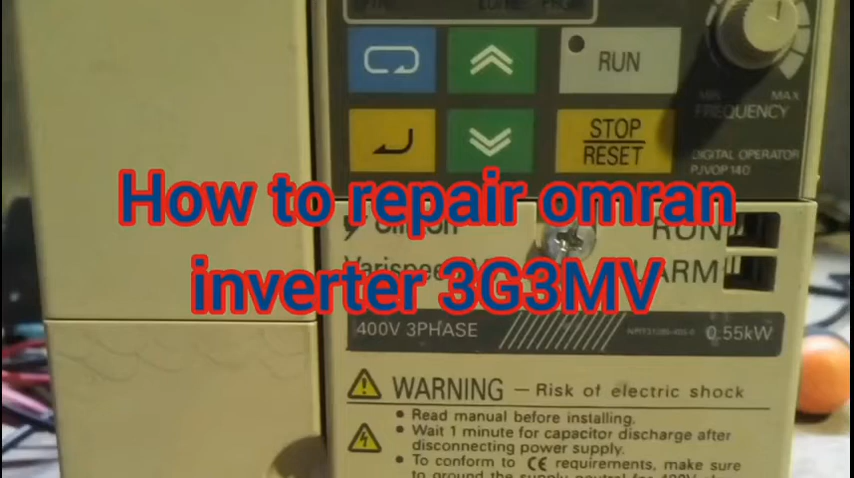 RUN
STOP
RESET
MIN MAX
FREQUENCY
DIGITAL OPERATOR
PJVOP140
How to repair omran
inverter 3G3MV
RUN
400V 3PHASE 0.55kW
WARNING – Risk of electric shock
● Read manual before installing.
● Wait 1 minute for capacitor discharge after
disconnecting power supply.
● To conform to CE requirements, make sure